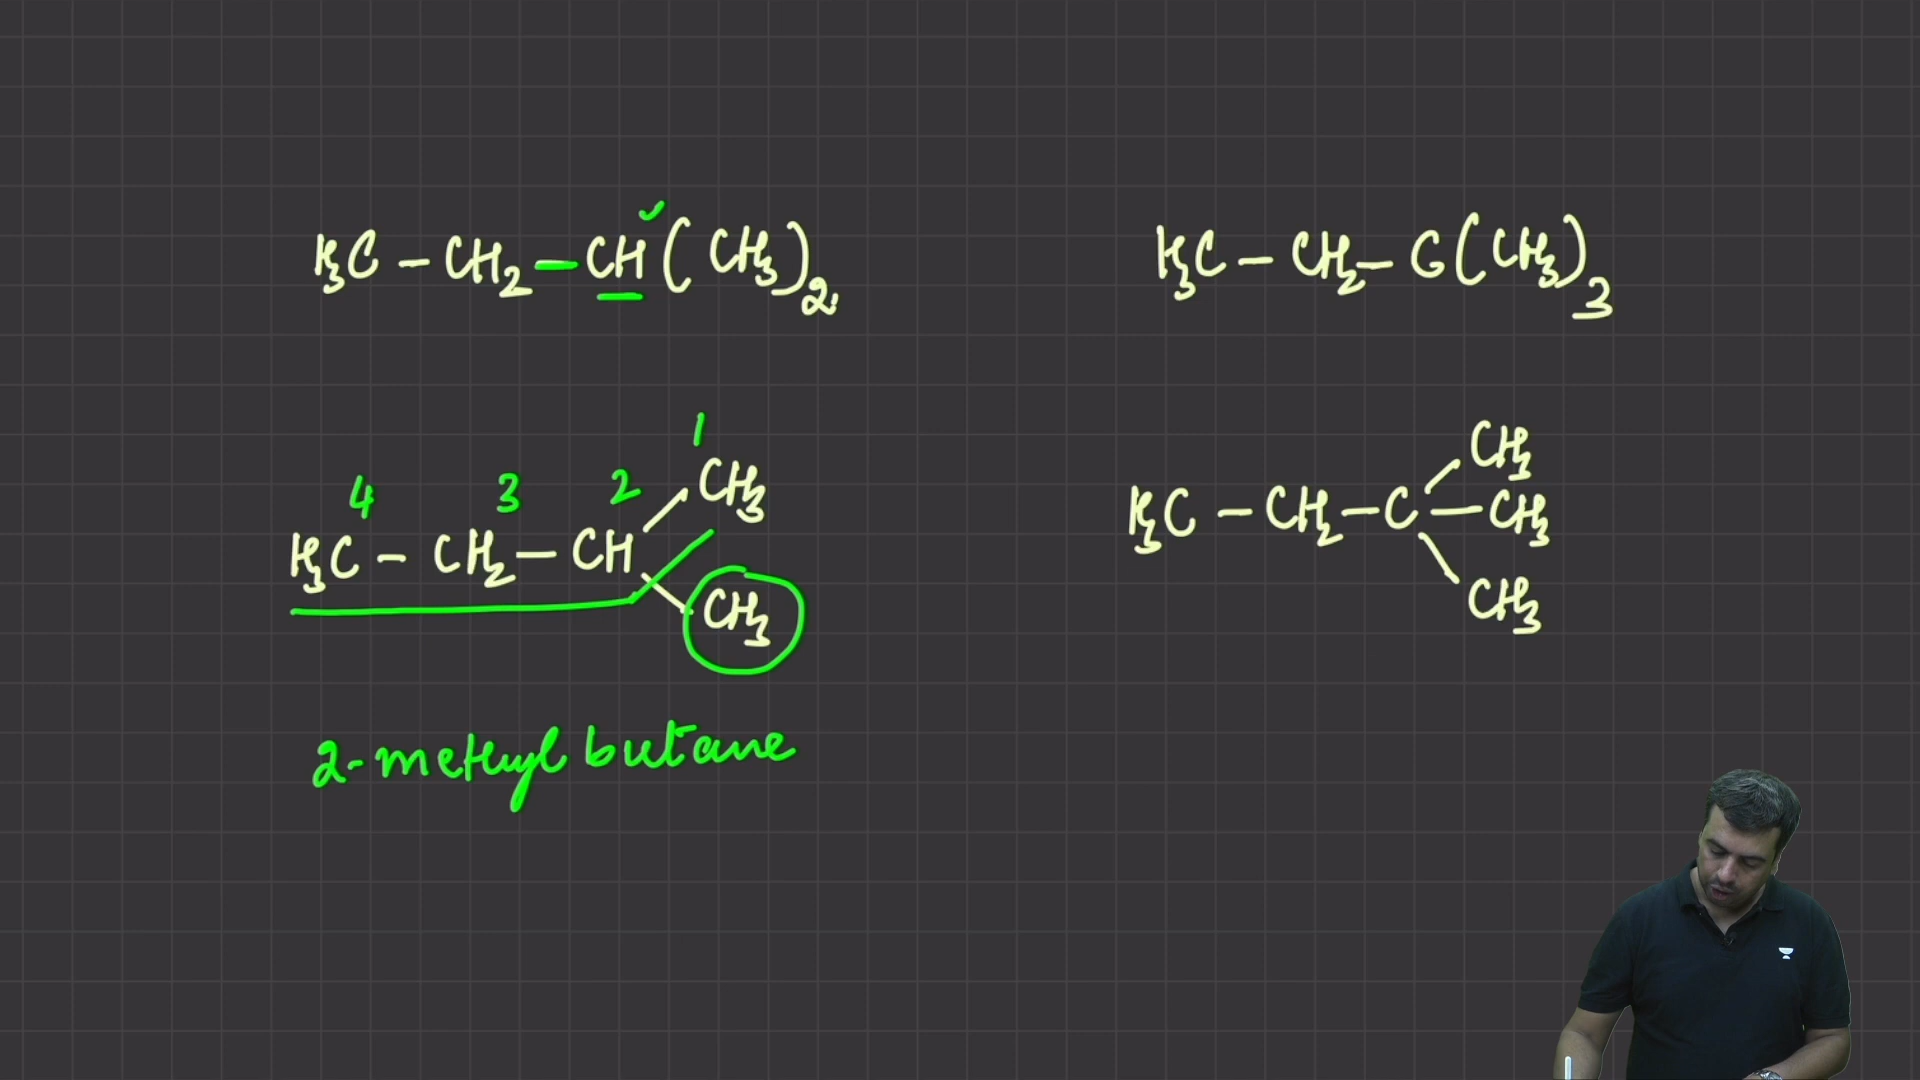 H3C - CH2 - CH(CH3)2,
H3C - CH2 - C(CH3)3
1
CH3
4 3 2
H3C - CH2 - CH
CH3
CH3
H3C - CH2 - C - CH3
CH3
2-methyl butane